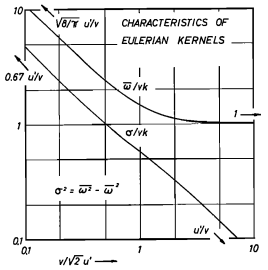 10
√8/π u'/v
CHARACTERISTICS OF
EULERIAN KERNELS
0.67 u'/v
ω̅/vk
1 →
1
σ/vk
σ² = ω̅² - ω̅²
u'/v
0.1
0.1
1
10
v/√2 u' →